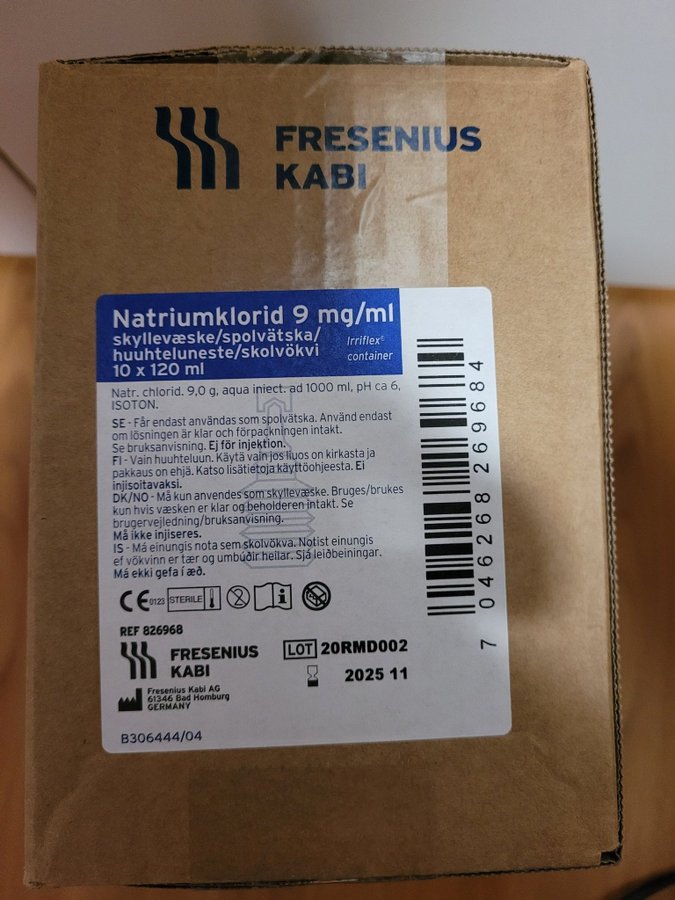 FRESENIUS
KABI
Natriumklorid 9 mg/ml
skyllevæske/spolvätska/
huuhteluneste/skolvökvi
10 x 120 ml
Irriflex®
container
Natr. chlorid. 9,0 g, aqua iniect. ad 1000 ml, pH ca 6,
ISOTON.
SE - Får endast användas som spolvätska. Använd endast
om lösningen är klar och förpackningen intakt.
Se bruksanvisning. Ej för injektion.
FI - Vain huuhteluun. Käytä vain jos liuos on kirkasta ja
pakkaus on ehjä. Katso lisätietoja käyttöohjeesta. Ei
injisoitavaksi.
DK/NO - Må kun anvendes som skyllevæske. Bruges/brukes
kun hvis væsken er klar og beholderen intakt. Se
brugervejledning/bruksanvisning.
Må ikke injiseres.
IS - Má einungis nota sem skolvökva. Notist einungis
ef vökvinn er tær og umbúðir heilar. Sjá leiðbeiningar.
Má ekki gefa í æð.
CE 0123 STERILE 2 i
REF 826968
FRESENIUS
KABI
Fresenius Kabi AG
61346 Bad Homburg
GERMANY
LOT 20RMD002
2025 11
B306444/04
7 046268 269684